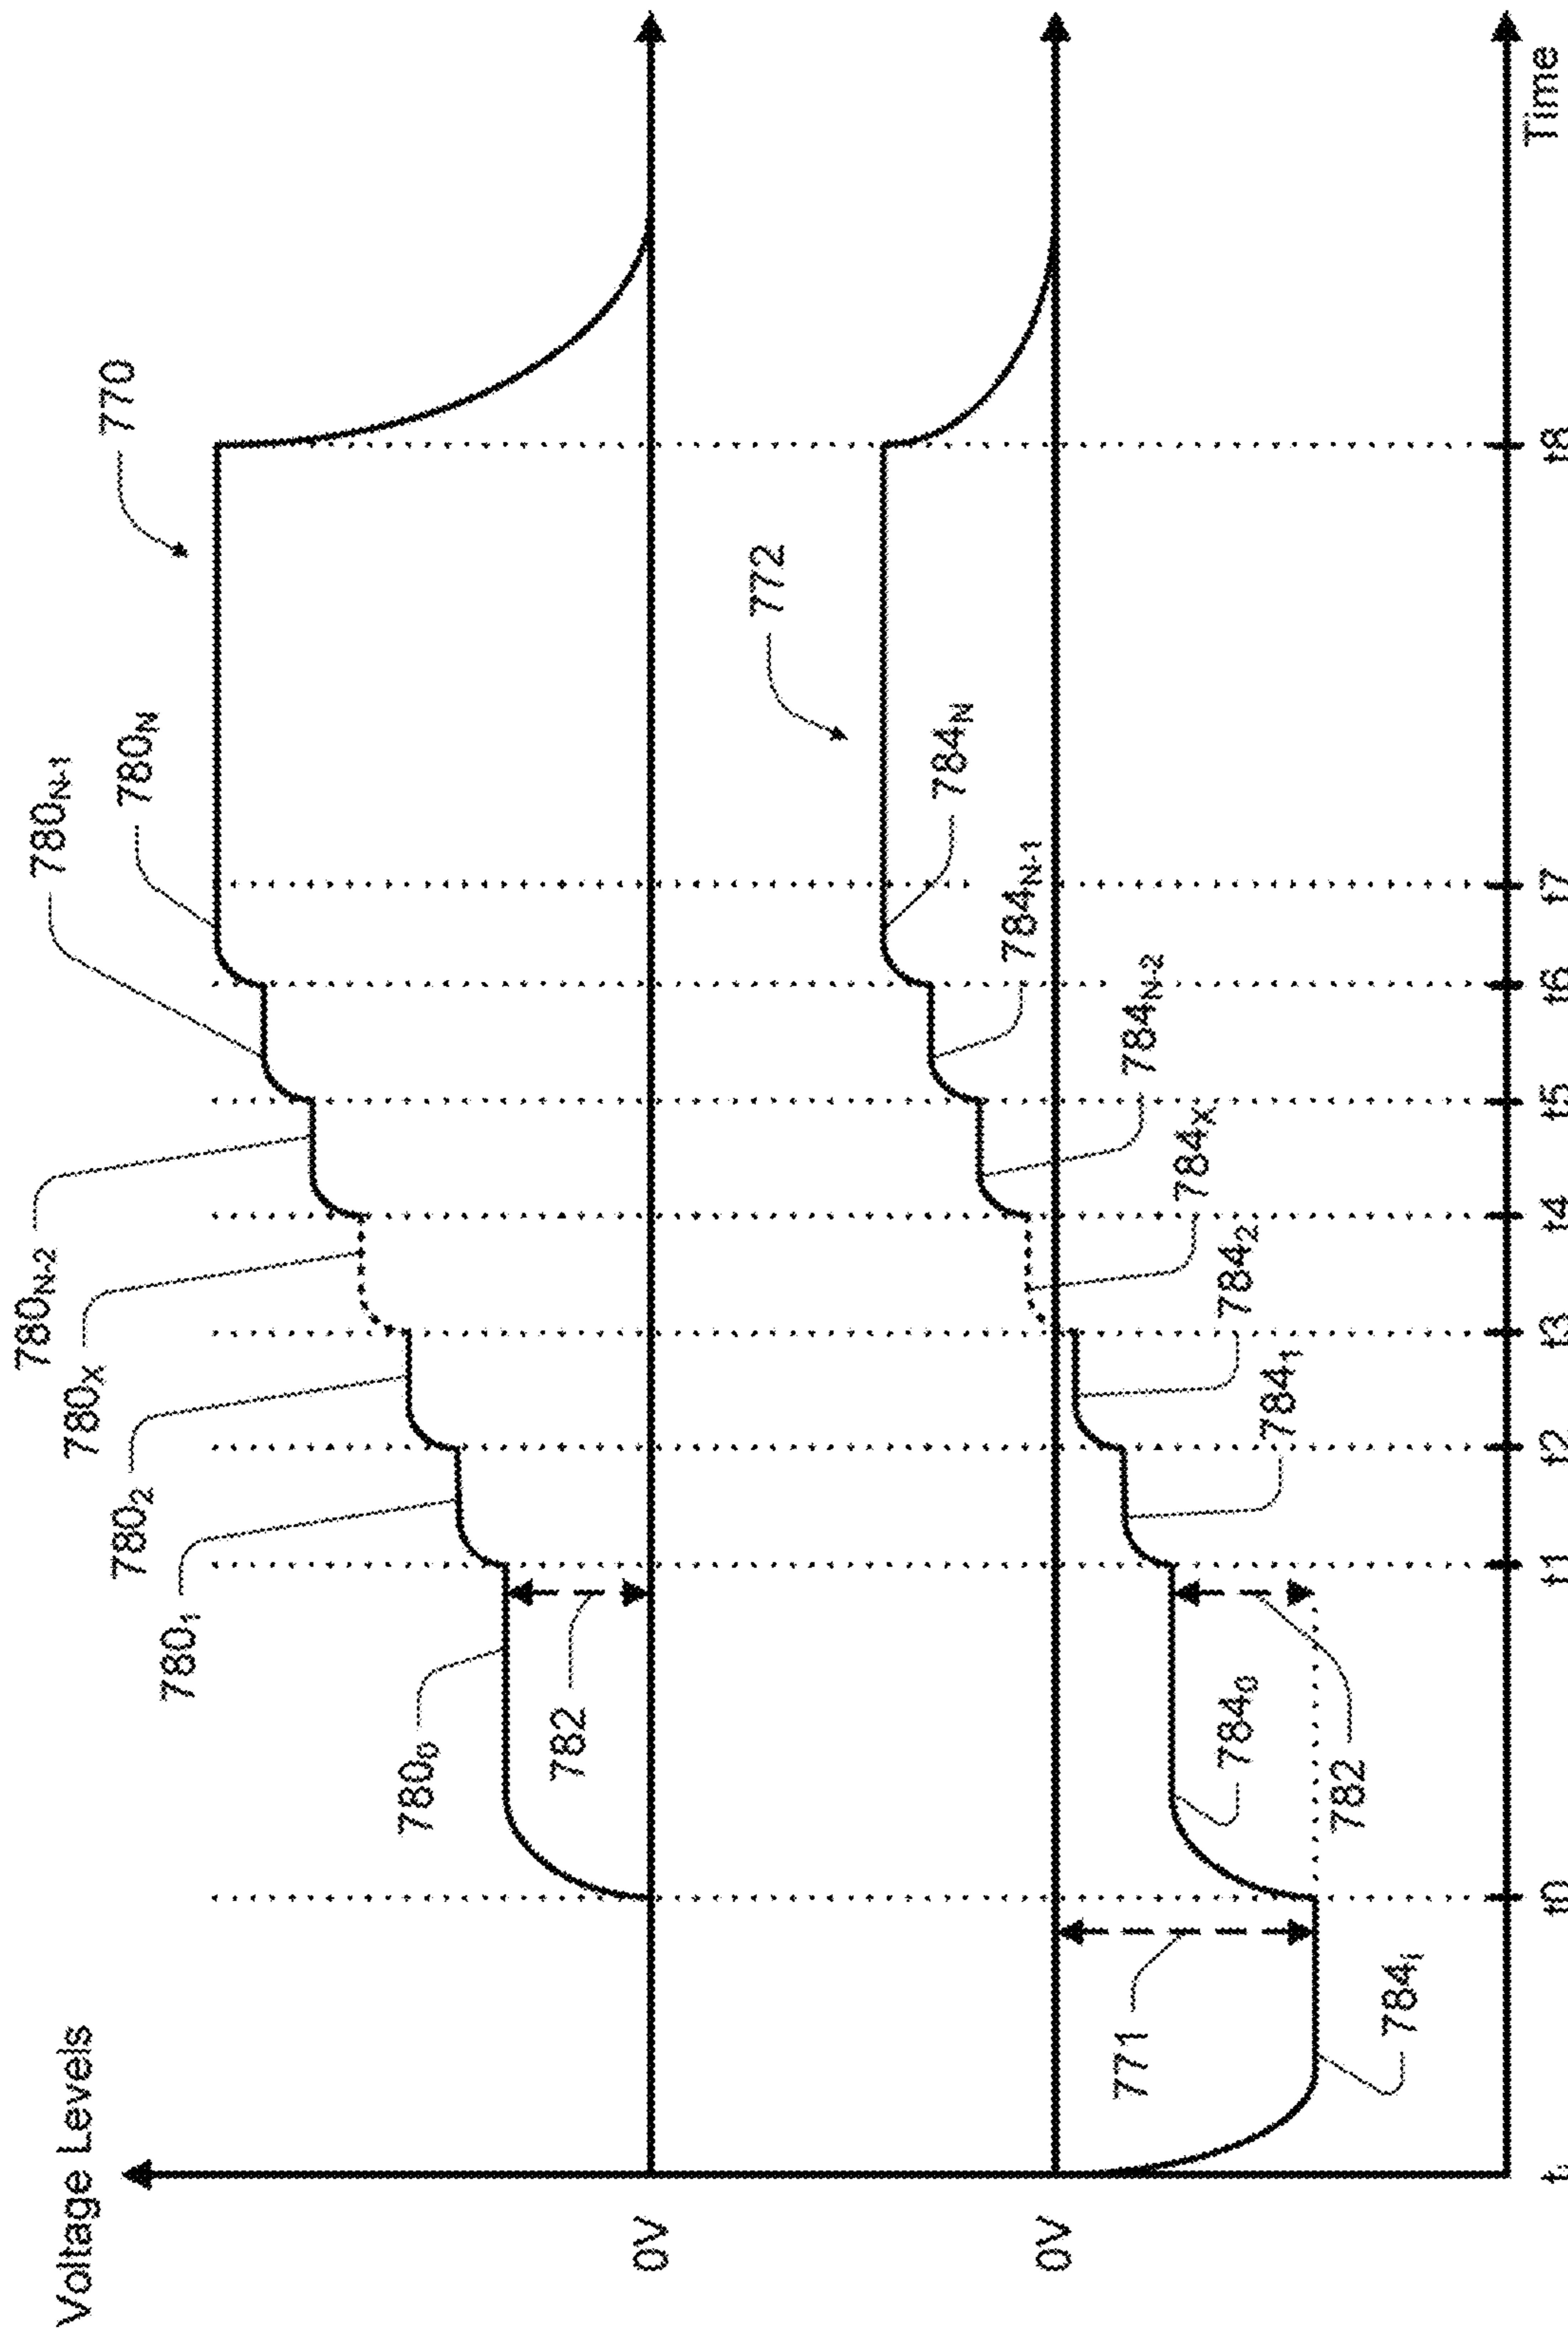 Voltage Levels
770
780N-1
780N
780N-2
780X
7802
7801
7800
782
0V
772
784N
784N-1
784N-2
784X
7842
7841
7840
782
771
784i
0V
ti
t0
t1
t2
t3
t4
t5
t6
t7
t8
Time